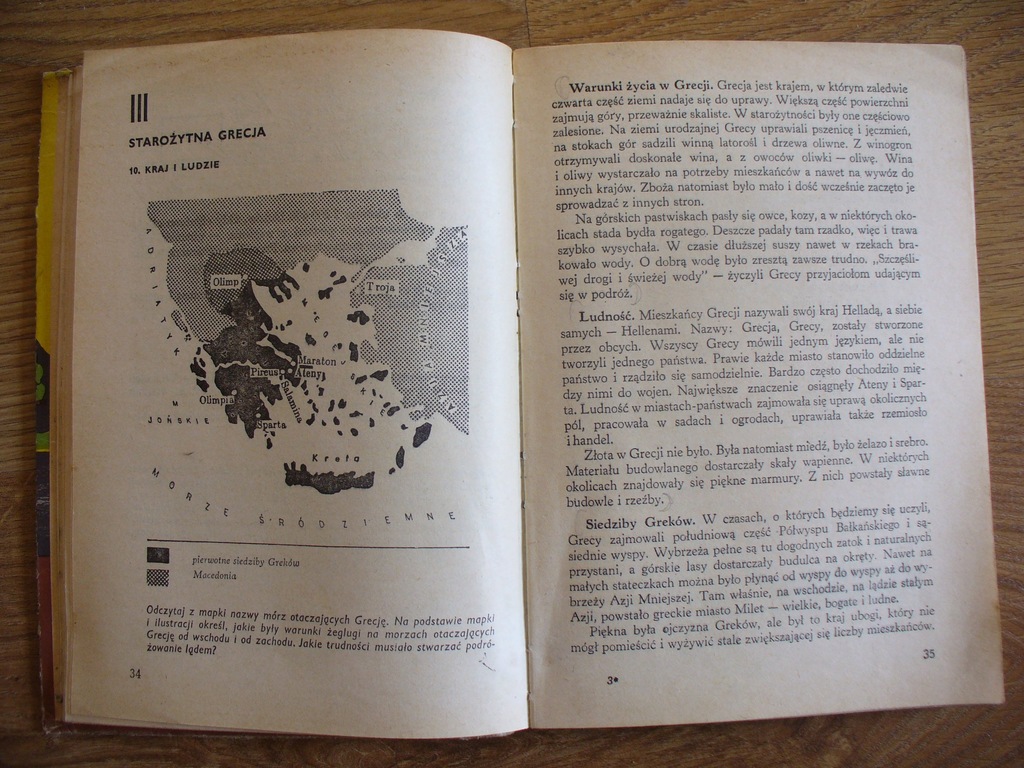 III
STAROŻYTNA GRECJA
10. KRAJ I LUDZIE
ADRIATYK
Olimp
Troja
Maraton
Pireus
Ateny
Salamina
Olimpia
Sparta
M
JOŃSKIE
Kreta
MORZE ŚRÓDZIEMNE
pierwotne siedziby Greków
Macedonia
Odczytaj z mapki nazwy mórz otaczających Grecję. Na podstawie mapki
i ilustracji określ, jakie były warunki żeglugi na morzach otaczających
Grecję od wschodu i od zachodu. Jakie trudności musiało stwarzać podró-
żowanie lądem?
34
Warunki życia w Grecji. Grecja jest krajem, w którym zaledwie
czwarta część ziemi nadaje się do uprawy. Większą część powierzchni
zajmują góry, przeważnie skaliste. W starożytności były one częściowo
zalesione. Na ziemi urodzajnej Grecy uprawiali pszenicę i jęczmień,
na stokach gór sadzili winną latorośl i drzewa oliwne. Z winogron
otrzymywali doskonałe wina, a z owoców oliwki — oliwę. Wina
i oliwy wystarczało na potrzeby mieszkańców a nawet na wywóz do
innych krajów. Zboża natomiast było mało i dość wcześnie zaczęto je
sprowadzać z innych stron.
Na górskich pastwiskach pasły się owce, kozy, a w niektórych oko-
licach stada bydła rogatego. Deszcze padały tam rzadko, więc i trawa
szybko wysychała. W czasie dłuższej suszy nawet w rzekach bra-
kowało wody. O dobrą wodę było zresztą zawsze trudno. „Szczęśli-
wej drogi i świeżej wody” — życzyli Grecy przyjaciołom udającym
się w podróż.
Ludność. Mieszkańcy Grecji nazywali swój kraj Helladą, a siebie
samych — Hellenami. Nazwy: Grecja, Grecy, zostały stworzone
przez obcych. Wszyscy Grecy mówili jednym językiem, ale nie
tworzyli jednego państwa. Prawie każde miasto stanowiło oddzielne
państwo i rządziło się samodzielnie. Bardzo często dochodziło mię-
dzy nimi do wojen. Największe znaczenie osiągnęły Ateny i Spar-
ta. Ludność w miastach-państwach zajmowała się uprawą okolicznych
pól, pracowała w sadach i ogrodach, uprawiała także rzemiosło
i handel.
Złota w Grecji nie było. Była natomiast miedź, było żelazo i srebro.
Materiału budowlanego dostarczały skały wapienne. W niektórych
okolicach znajdowały się piękne marmury. Z nich powstały sławne
budowle i rzeźby.
Siedziby Greków. W czasach, o których będziemy się uczyli,
Grecy zajmowali południową część Półwyspu Bałkańskiego i są-
siednie wyspy. Wybrzeża pełne są tu dogodnych zatok i naturalnych
przystani, a górskie lasy dostarczały budulca na okręty. Nawet na
małych stateczkach można było płynąć od wyspy do wyspy aż do wy-
brzeży Azji Mniejszej. Tam właśnie, na wschodzie, na lądzie stałym
Azji, powstało greckie miasto Milet — wielkie, bogate i ludne.
Piękna była ojczyzna Greków, ale był to kraj ubogi, który nie
mógł pomieścić i wyżywić stale zwiększającej się liczby mieszkańców.
3*
35